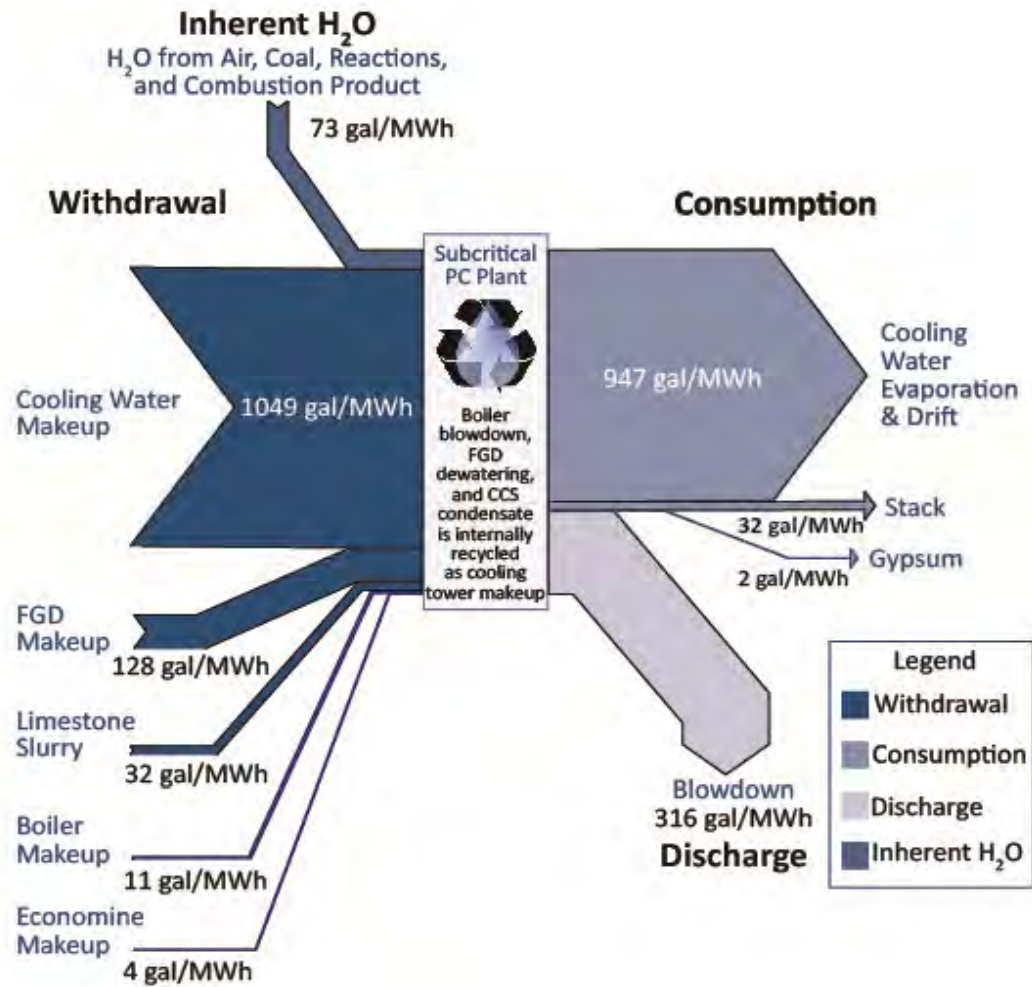 Inherent H₂O
H₂O from Air, Coal, Reactions,
and Combustion Product
73 gal/MWh
Withdrawal
Consumption
Subcritical
PC Plant
Boiler
blowdown,
FGD
dewatering,
and CCS
condensate
is internally
recycled
as cooling
tower makeup
Cooling Water
Makeup
1049 gal/MWh
947 gal/MWh
Cooling
Water
Evaporation
& Drift
32 gal/MWh
Stack
2 gal/MWh
Gypsum
FGD
Makeup
128 gal/MWh
Limestone
Slurry
32 gal/MWh
Boiler
Makeup
11 gal/MWh
Economine
Makeup
4 gal/MWh
Blowdown
316 gal/MWh
Discharge
Legend
Withdrawal
Consumption
Discharge
Inherent H₂O